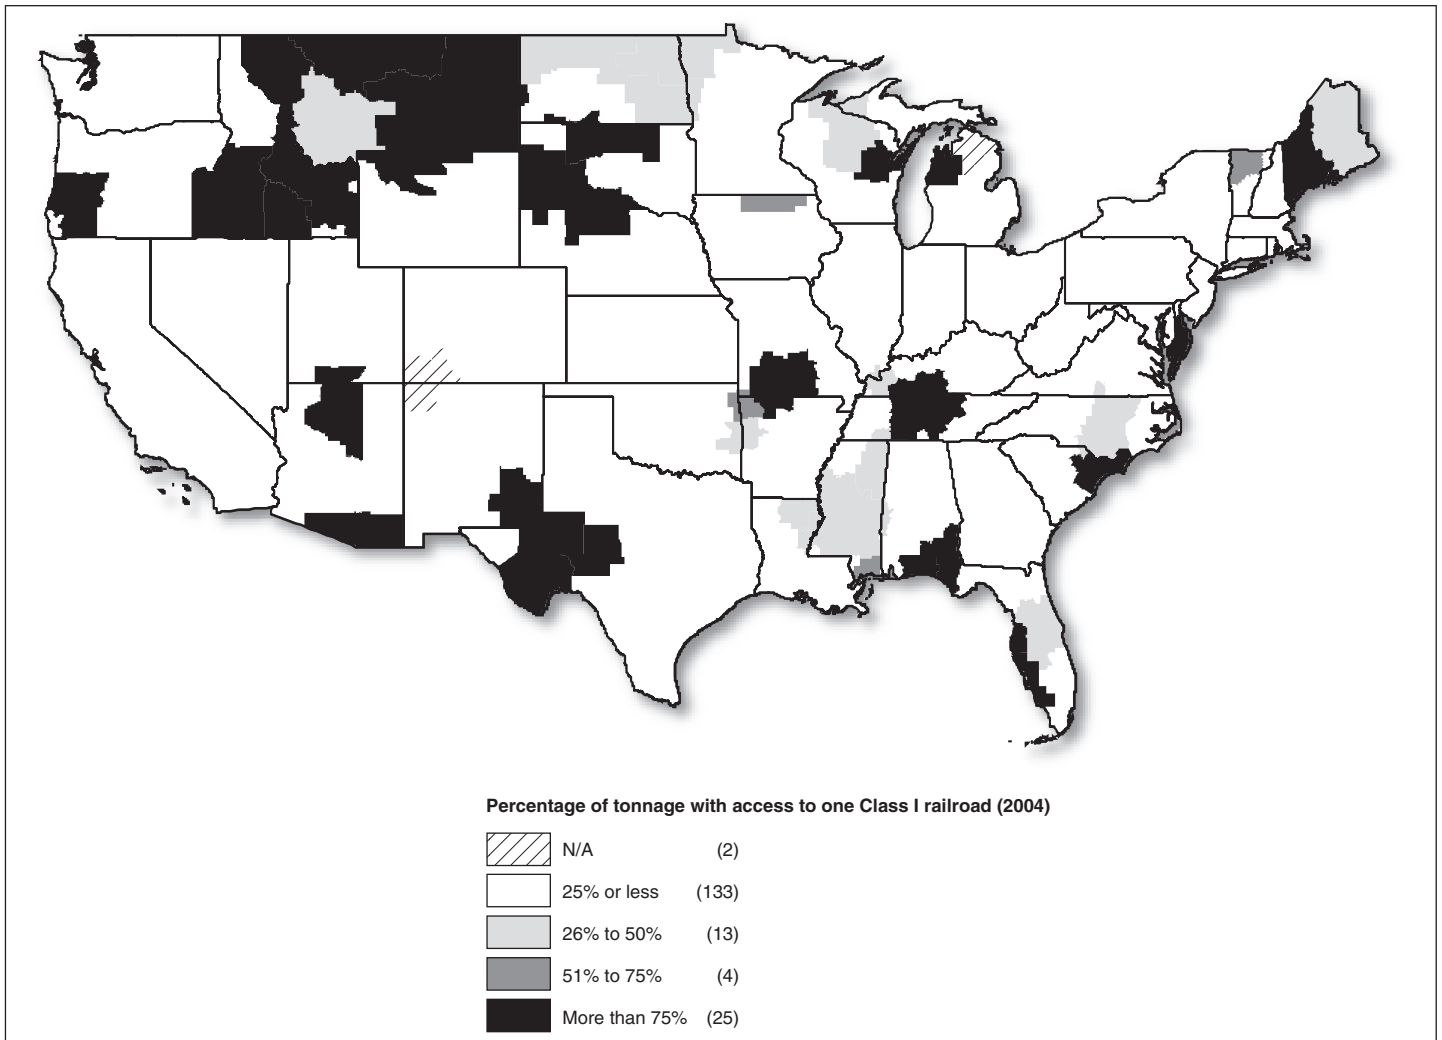 Percentage of tonnage with access to one Class I railroad (2004)
N/A (2)
25% or less (133)
26% to 50% (13)
51% to 75% (4)
More than 75% (25)